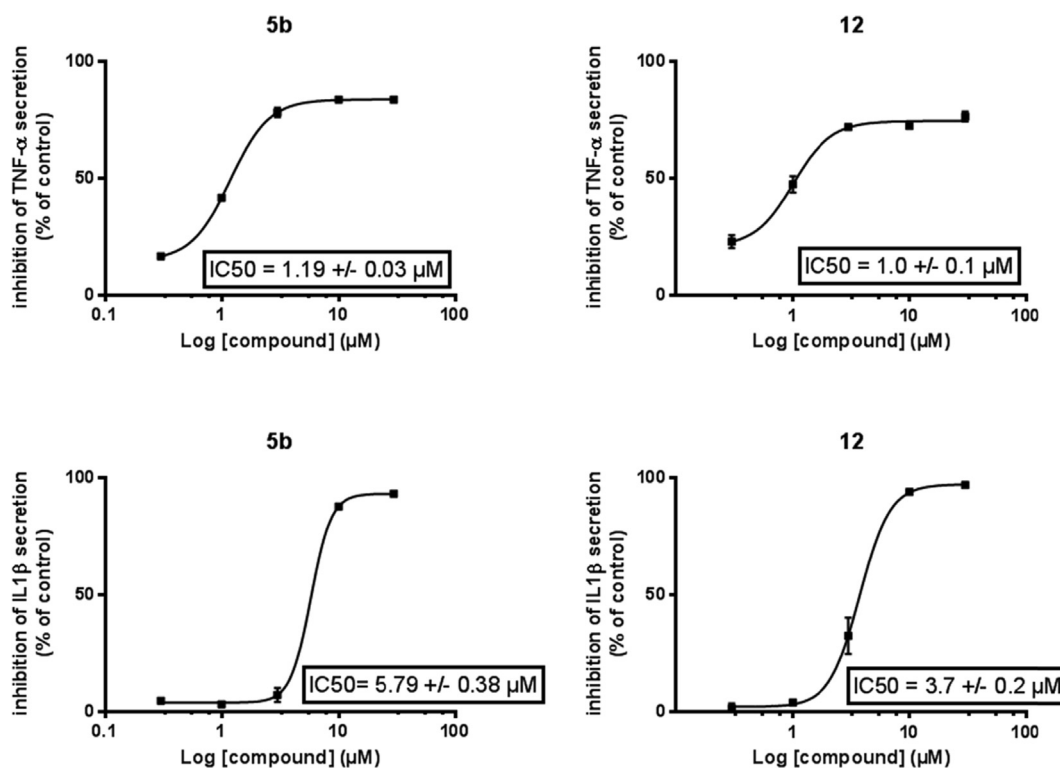 5b
inhibition of TNF-α secretion
(% of control)
100
50
0
IC50 = 1.19 +/- 0.03 µM
0.1 1 10 100
Log [compound] (µM)
12
inhibition of TNF-α secretion
(% of control)
100
50
0
IC50 = 1.0 +/- 0.1 µM
1 10 100
Log [compound] (µM)
5b
inhibition of IL1β secretion
(% of control)
100
50
0
IC50= 5.79 +/- 0.38 µM
0.1 1 10 100
Log [compound] (µM)
12
inhibition of IL1β secretion
(% of control)
100
50
0
IC50 = 3.7 +/- 0.2 µM
1 10 100
Log [compound] (µM)